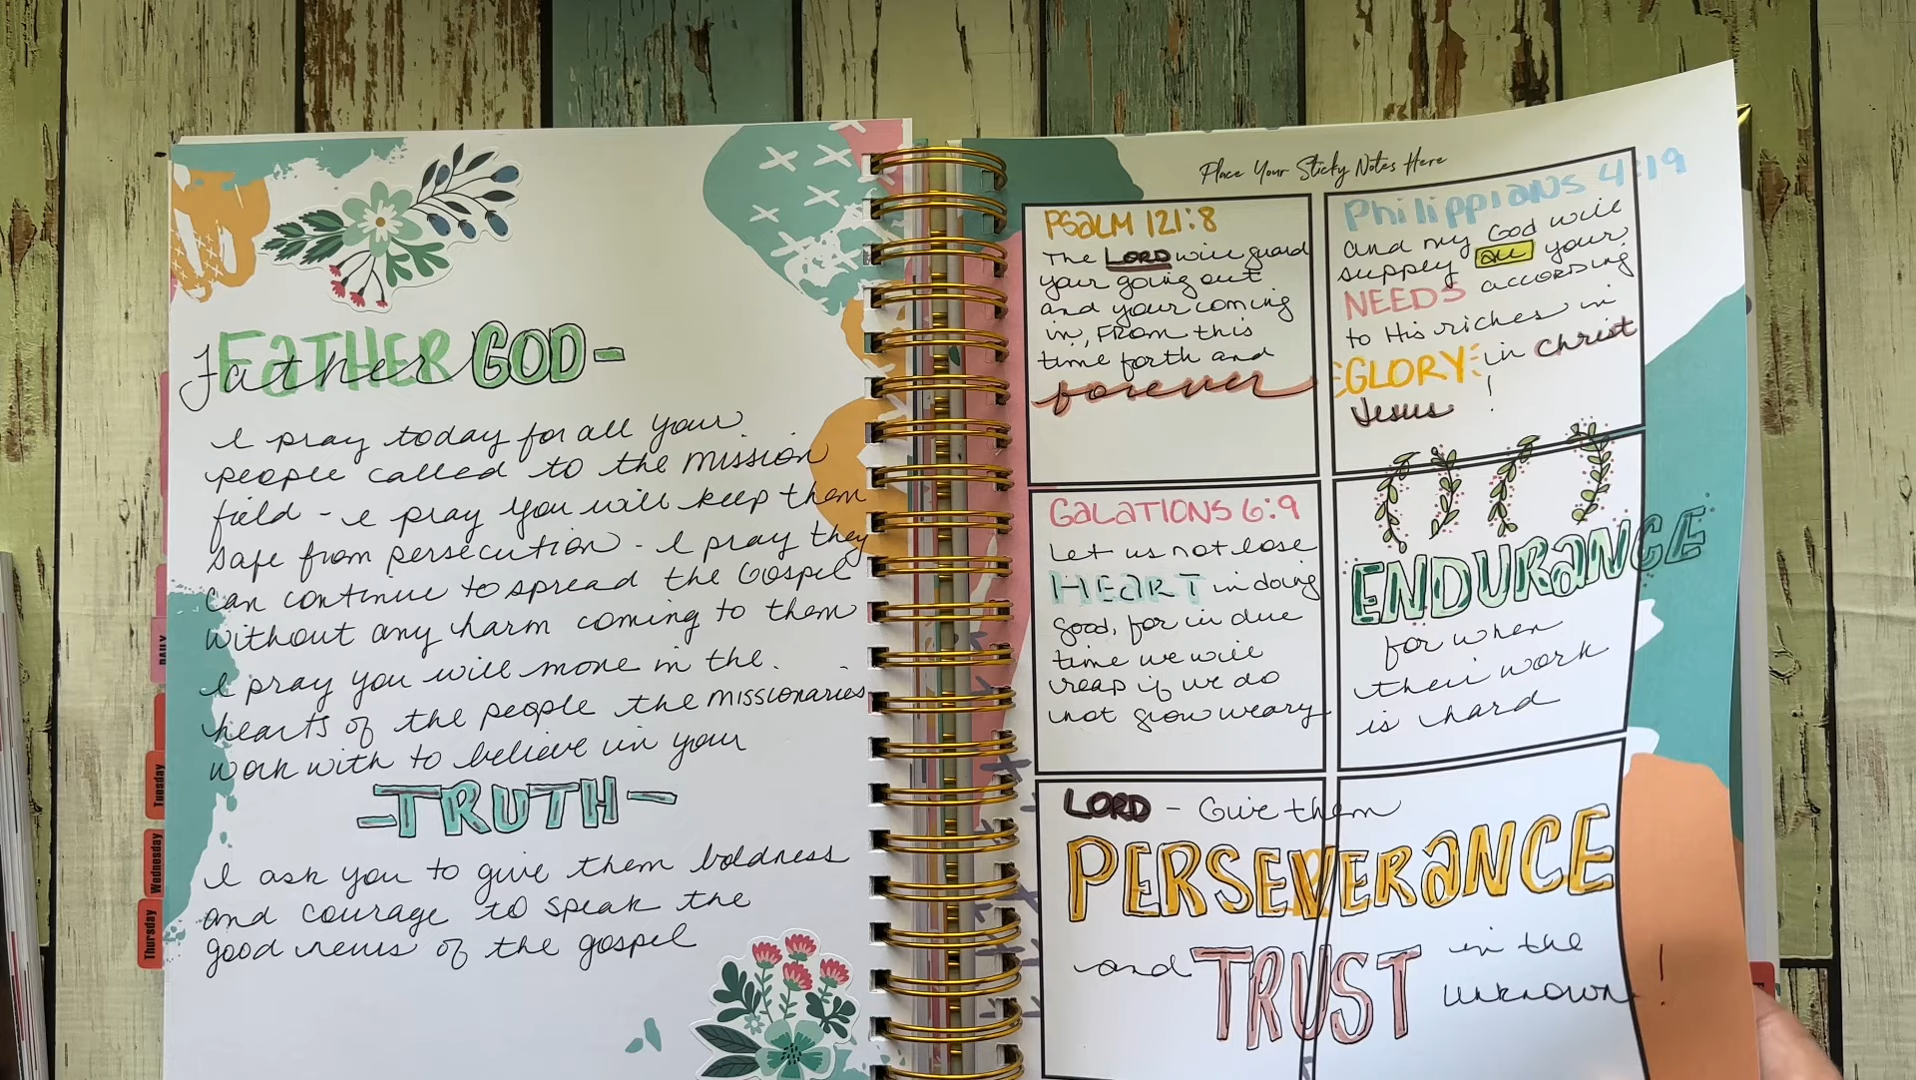 FATHER
Father GOD-
I pray today for all your
people called to the mission
field - I pray you will keep them
safe from persecution - I pray they
can continue to spread the Gospel
without any harm coming to them
I pray you will move in the
hearts of the people the missionaries
work with to believe in your
-TRUTH-
I ask you to give them boldness
and courage to speak the
good news of the gospel
DAILY
Tuesday
Wednesday
Thursday
Place Your Sticky Notes Here
PSALM 121:8
The LORD will guard
your going out
and your coming
in, From this
time forth and
forever
Philippians 4:19
and my God will
supply all your
NEEDS according
to His riches in
GLORY in Christ
Jesus !
GALATIONS 6:9
Let us not lose
HEART in doing
good, for in due
time we will
reap if we do
not grow weary
ENDURANCE
for when
their work
is hard
LORD - Give them
PERSEVERANCE
and TRUST in the
unknown !